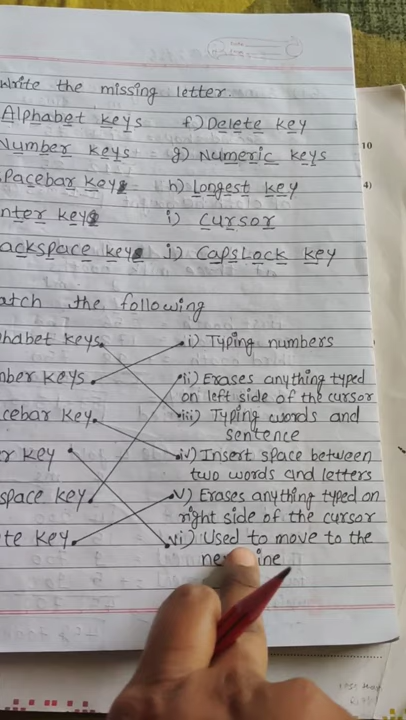 Write the missing letter.
Alphabet keys f) Delete key
Number keys g) Numeric keys
pacebar key h) Longest key
nter key i) Cursor
ackspace key j) CapsLock key
atch the following
habet keys. i) Typing numbers
ber keys ii) Erases anything typed
on left side of the cursor
cebar key. iii) Typing words and
sentence
er key iv) Insert space between
two words and letters
space key v) Erases anything typed on
right side of the cursor
te key. vi) Used to move to the
ine
10
4)